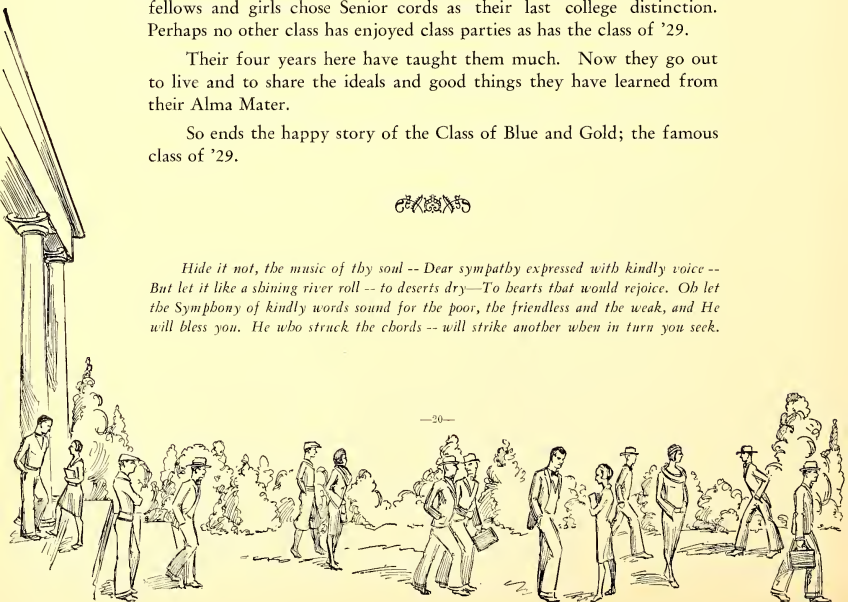 fellows and girls chose Senior cords as their last college distinction.
Perhaps no other class has enjoyed class parties as has the class of ’29.
Their four years here have taught them much. Now they go out
to live and to share the ideals and good things they have learned from
their Alma Mater.
So ends the happy story of the Class of Blue and Gold; the famous
class of ’29.
Hide it not, the music of thy soul -- Dear sympathy expressed with kindly voice --
But let it like a shining river roll -- to deserts dry—To hearts that would rejoice. Oh let
the Symphony of kindly words sound for the poor, the friendless and the weak, and He
will bless you. He who struck the chords -- will strike another when in turn you seek.
—20—